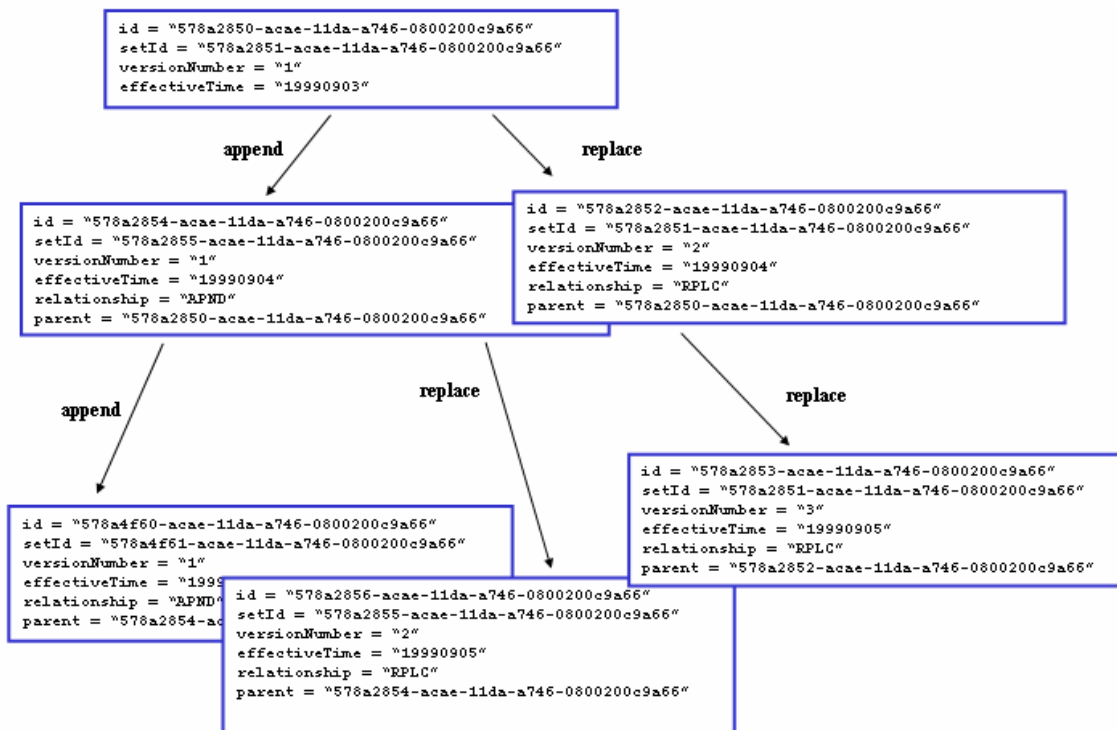 id = “578a2850-acae-11da-a746-0800200c9a66”
setId = “578a2851-acae-11da-a746-0800200c9a66”
versionNumber = “1”
effectiveTime = “19990903”
append
replace
id = “578a2854-acae-11da-a746-0800200c9a66”
setId = “578a2855-acae-11da-a746-0800200c9a66”
versionNumber = “1”
effectiveTime = “19990904”
relationship = “APND”
parent = “578a2850-acae-11da-a746-0800200c9a66”
id = “578a2852-acae-11da-a746-0800200c9a66”
setId = “578a2851-acae-11da-a746-0800200c9a66”
versionNumber = “2”
effectiveTime = “19990904”
relationship = “RPLC”
parent = “578a2850-acae-11da-a746-0800200c9a66”
append
replace
replace
id = “578a4f60-acae-11da-a746-0800200c9a66”
setId = “578a4f61-acae-11da-a746-0800200c9a66”
versionNumber = “1”
effectiveTime = “1999
relationship = “APND”
parent = “578a2854-ac
id = “578a2856-acae-11da-a746-0800200c9a66”
setId = “578a2855-acae-11da-a746-0800200c9a66”
versionNumber = “2”
effectiveTime = “19990905”
relationship = “RPLC”
parent = “578a2854-acae-11da-a746-0800200c9a66”
id = “578a2853-acae-11da-a746-0800200c9a66”
setId = “578a2851-acae-11da-a746-0800200c9a66”
versionNumber = “3”
effectiveTime = “19990905”
relationship = “RPLC”
parent = “578a2852-acae-11da-a746-0800200c9a66”